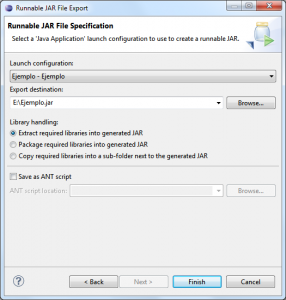 Runnable JAR File Export
Runnable JAR File Specification
Select a 'Java Application' launch configuration to use to create a runnable JAR.
Launch configuration:
Ejemplo - Ejemplo
Export destination:
E:\Ejemplo.jar
Browse...
Library handling:
Extract required libraries into generated JAR
Package required libraries into generated JAR
Copy required libraries into a sub-folder next to the generated JAR
Save as ANT script
ANT script location:
Browse...
?
< Back
Next >
Finish
Cancel